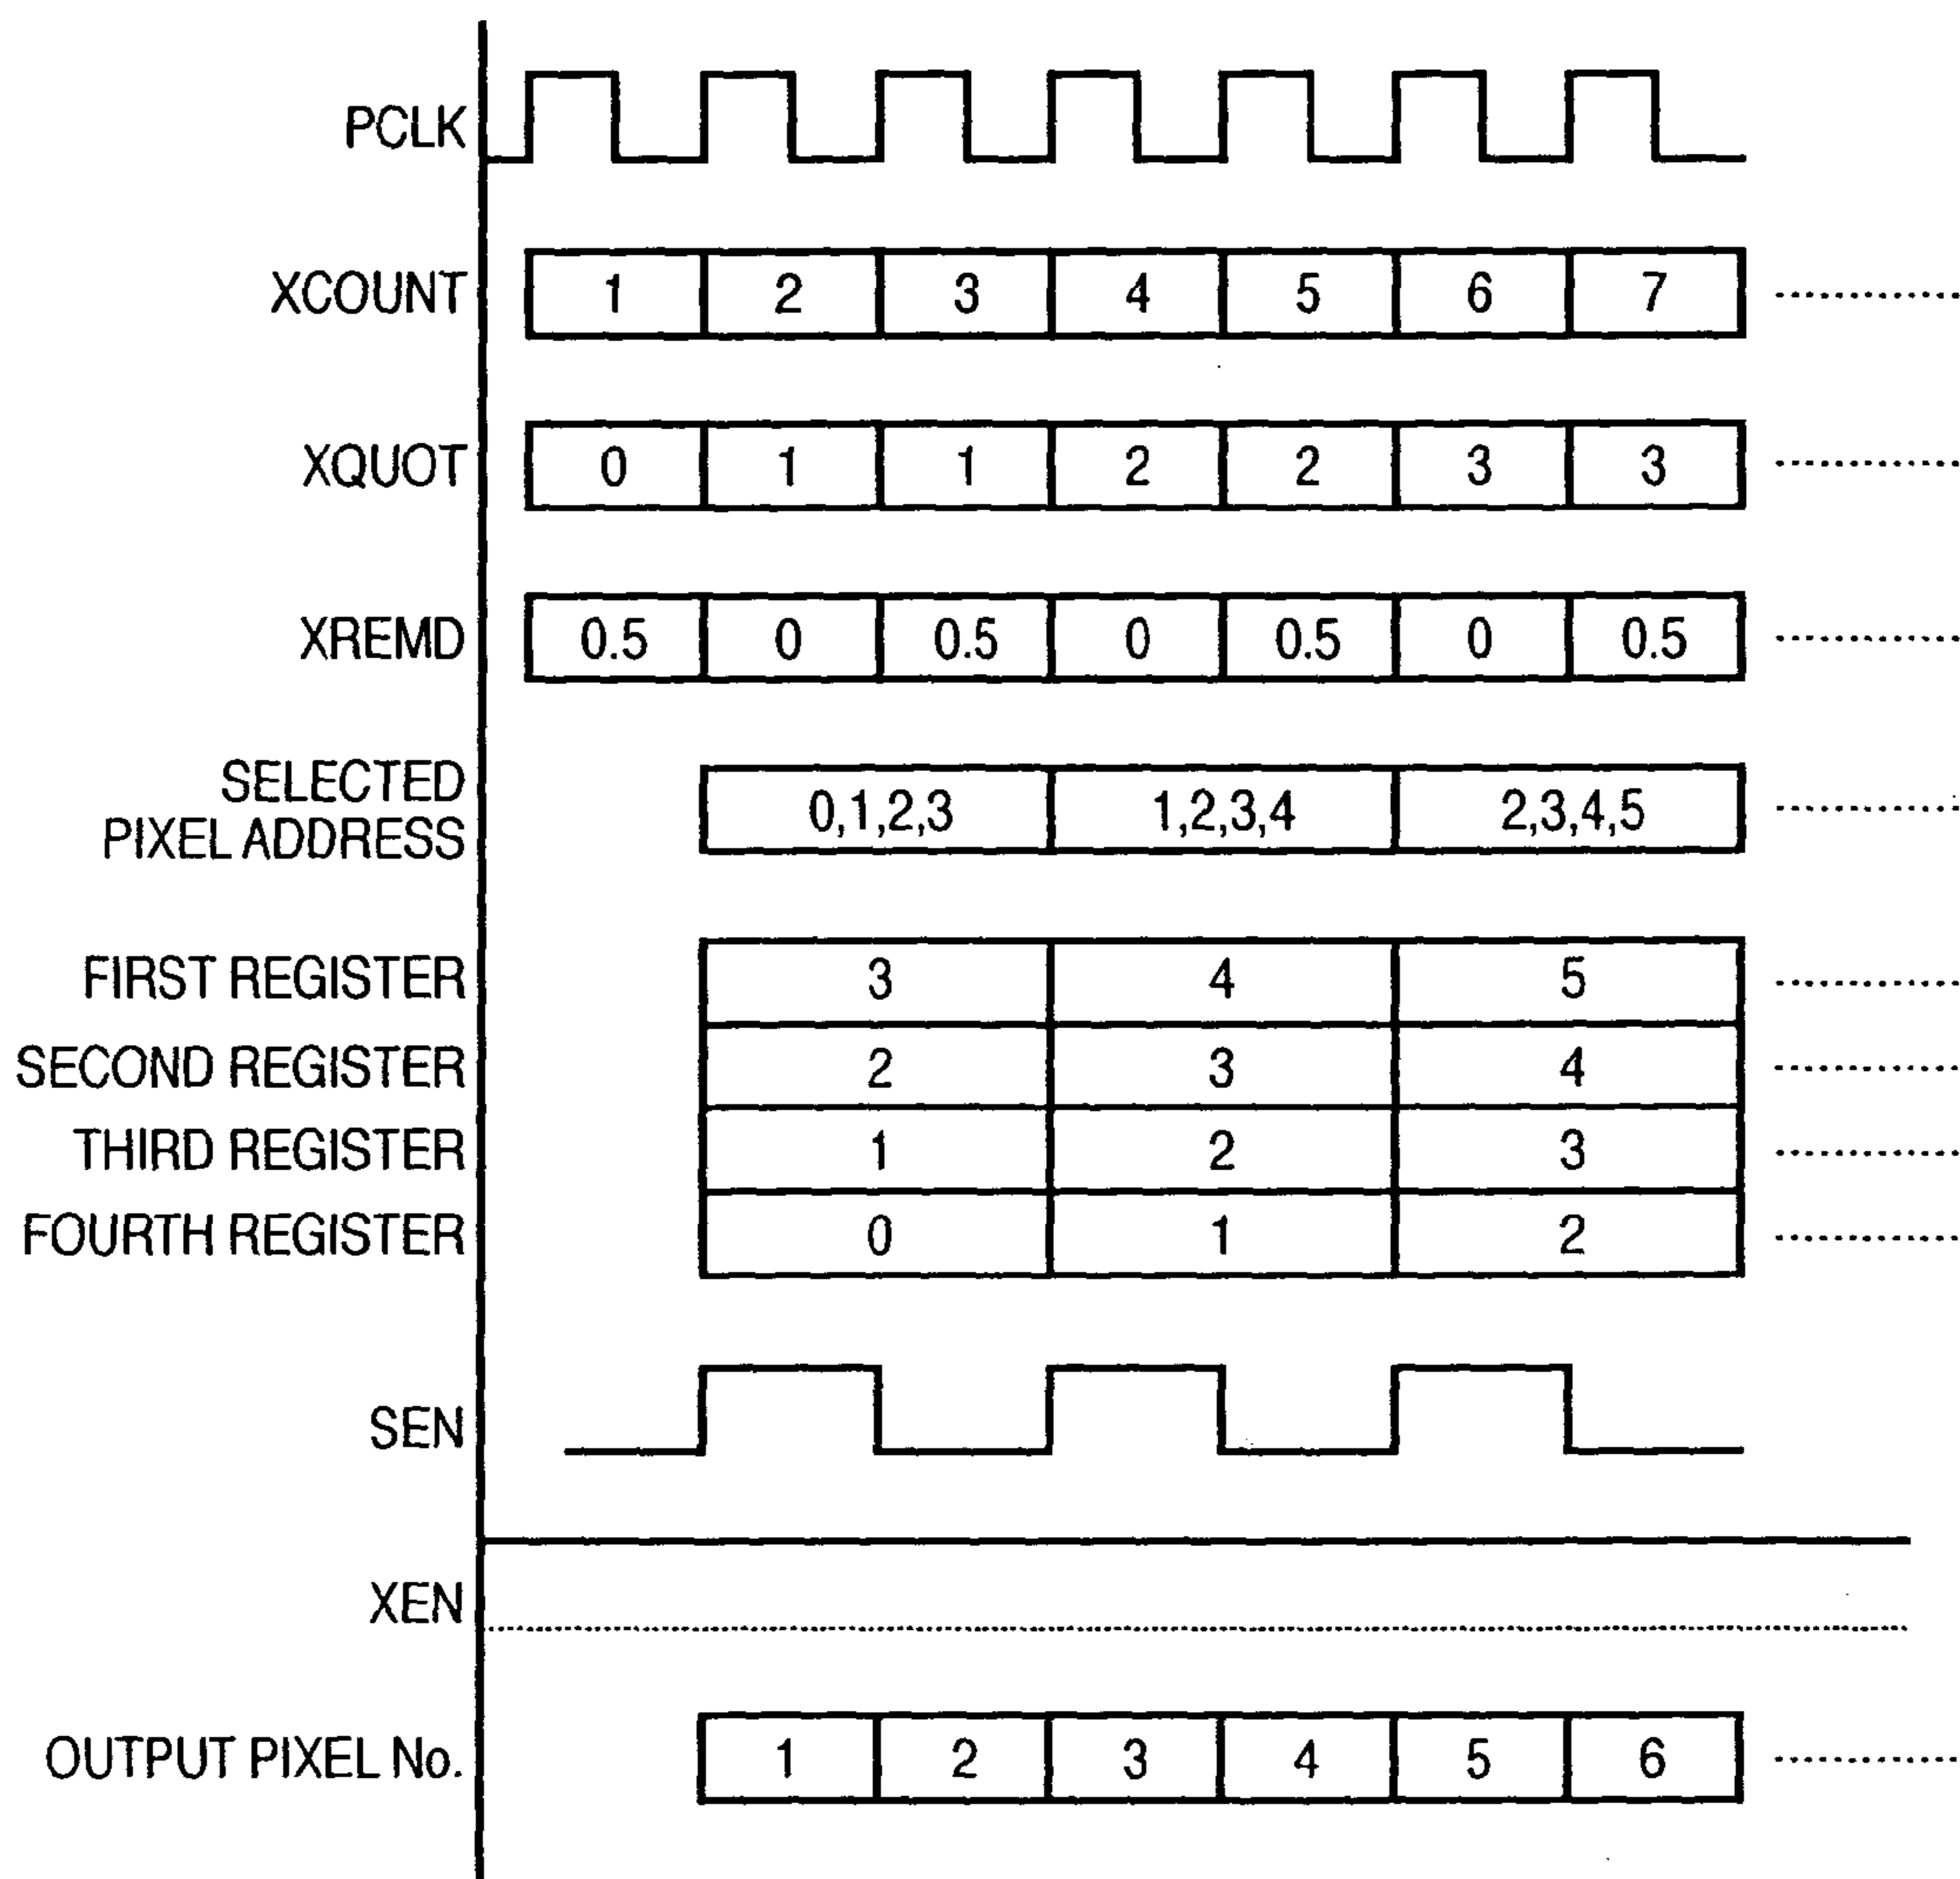 PCLK
XCOUNT 1 2 3 4 5 6 7
XQUOT 0 1 1 2 2 3 3
XREMD 0.5 0 0.5 0 0.5 0 0.5
SELECTED
PIXEL ADDRESS 0,1,2,3 1,2,3,4 2,3,4,5
FIRST REGISTER 3 4 5
SECOND REGISTER 2 3 4
THIRD REGISTER 1 2 3
FOURTH REGISTER 0 1 2
SEN
XEN
OUTPUT PIXEL No. 1 2 3 4 5 6